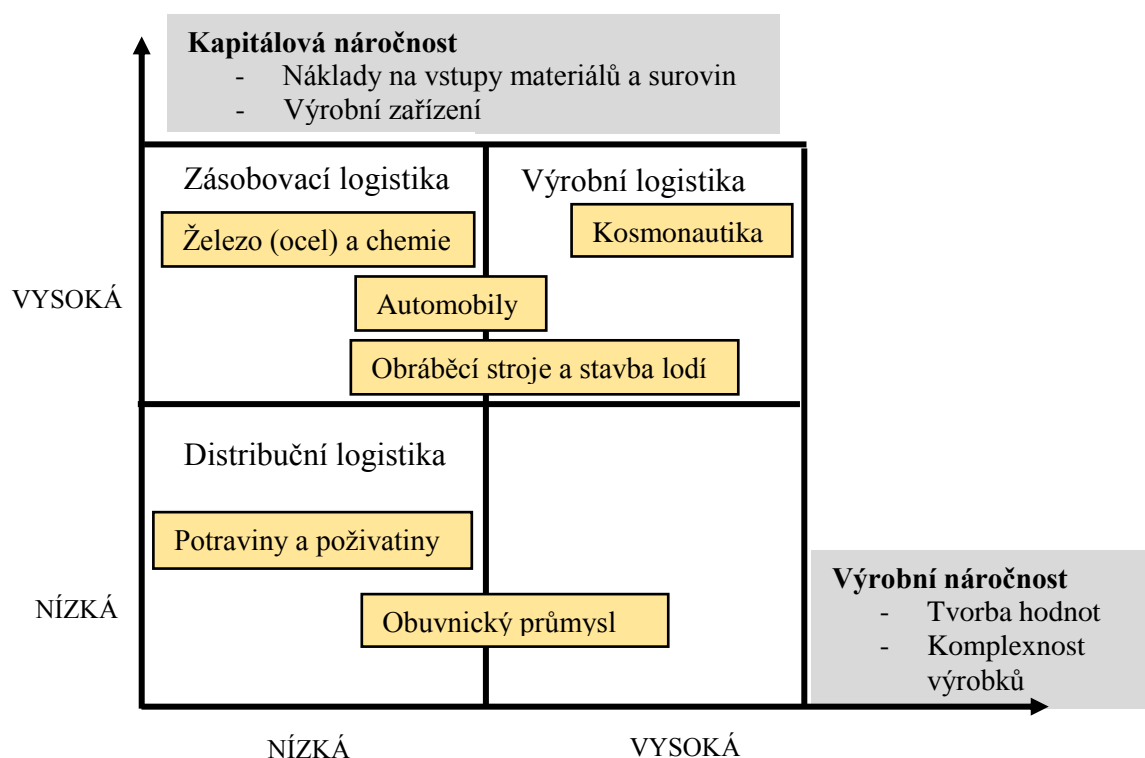 Kapitálová náročnost
- Náklady na vstupy materiálů a surovin
- Výrobní zařízení
Zásobovací logistika
Výrobní logistika
Železo (ocel) a chemie
Kosmonautika
VYSOKÁ
Automobily
Obráběcí stroje a stavba lodí
Distribuční logistika
Potraviny a poživatiny
NÍZKÁ
Obuvnický průmysl
Výrobní náročnost
- Tvorba hodnot
- Komplexnost
výrobků
NÍZKÁ
VYSOKÁ